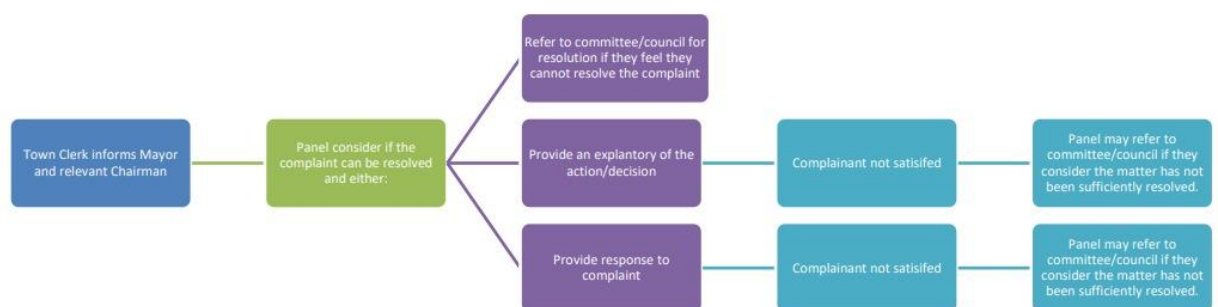 Refer to committee/council for
resolution if they feel they
cannot resolve the complaint
Town Clerk informs Mayor
and relevant Chairman
Panel consider if the
complaint can be resolved
and either:
Provide an explantory of the
action/decision
Complainant not satisifed
Panel may refer to
committee/council if they
consider the matter has not
been sufficiently resolved.
Provide response to
complaint
Complainant not satisifed
Panel may refer to
committee/council if they
consider the matter has not
been sufficiently resolved.